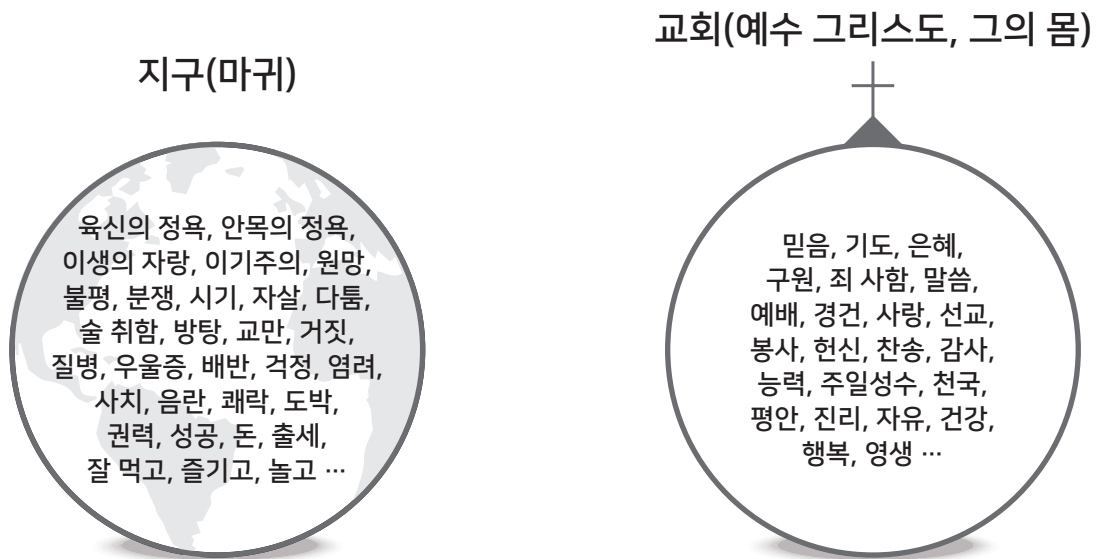 지구(마귀)
육신의 정욕, 안목의 정욕,
이생의 자랑, 이기주의, 원망,
불평, 분쟁, 시기, 자살, 다툼,
술 취함, 방탕, 교만, 거짓,
질병, 우울증, 배반, 걱정, 염려,
사치, 음란, 쾌락, 도박,
권력, 성공, 돈, 출세,
잘 먹고, 즐기고, 놀고 …
교회(예수 그리스도, 그의 몸)
믿음, 기도, 은혜,
구원, 죄 사함, 말씀,
예배, 경건, 사랑, 선교,
봉사, 헌신, 찬송, 감사,
능력, 주일성수, 천국,
평안, 진리, 자유, 건강,
행복, 영생 …